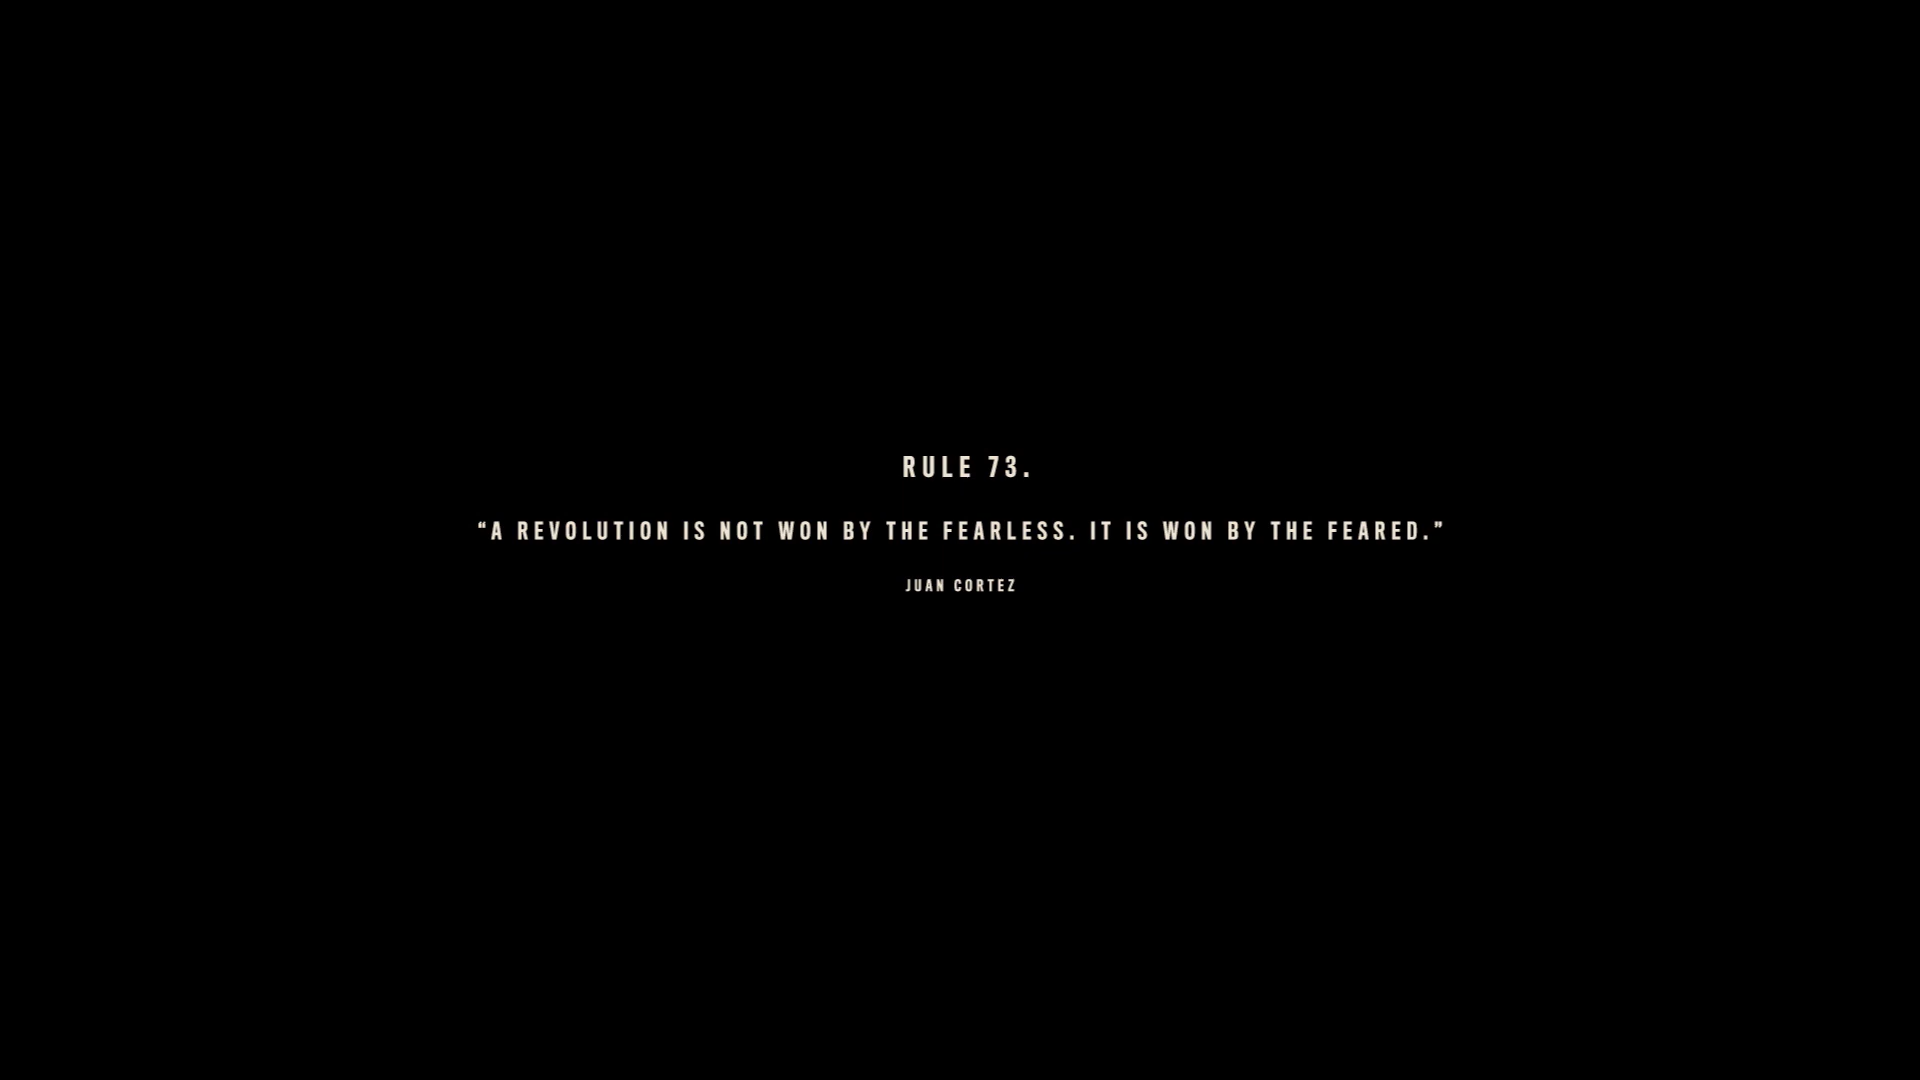 RULE 73.
“A REVOLUTION IS NOT WON BY THE FEARLESS. IT IS WON BY THE FEARED.”
JUAN CORTEZ